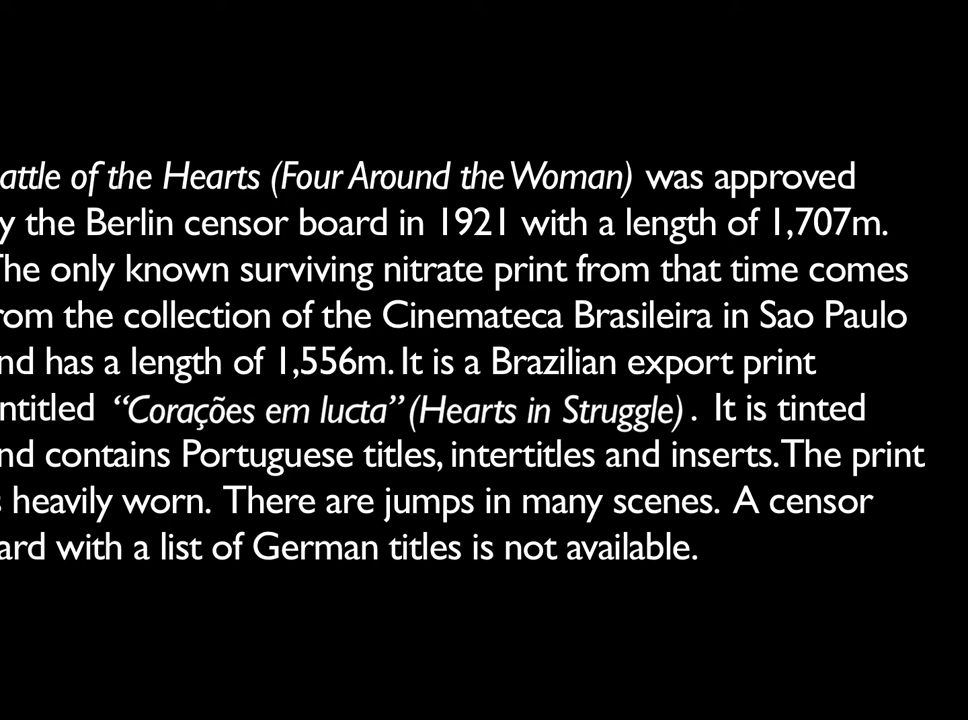 attle of the Hearts (Four Around the Woman) was approved
y the Berlin censor board in 1921 with a length of 1,707m.
The only known surviving nitrate print from that time comes
rom the collection of the Cinemateca Brasileira in Sao Paulo
nd has a length of 1,556m. It is a Brazilian export print
ntitled “Corações em lucta” (Hearts in Struggle) . It is tinted
nd contains Portuguese titles, intertitles and inserts. The print
s heavily worn. There are jumps in many scenes. A censor
ard with a list of German titles is not available.